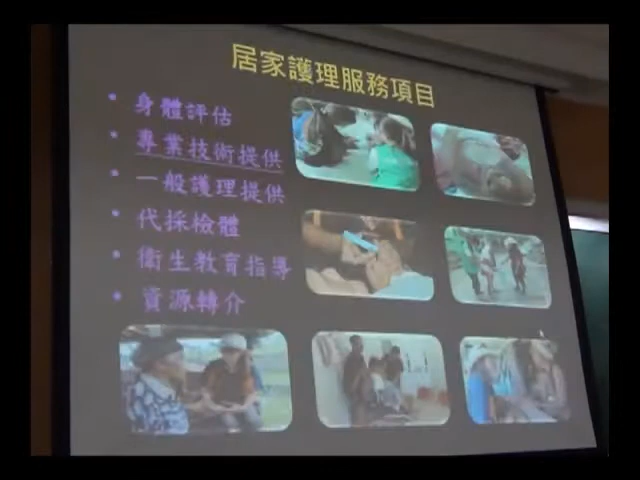 居家護理服務項目
• 身體評估
• 專業技術提供
• 一般護理提供
• 代採檢體
• 衛生教育指導
• 資源轉介